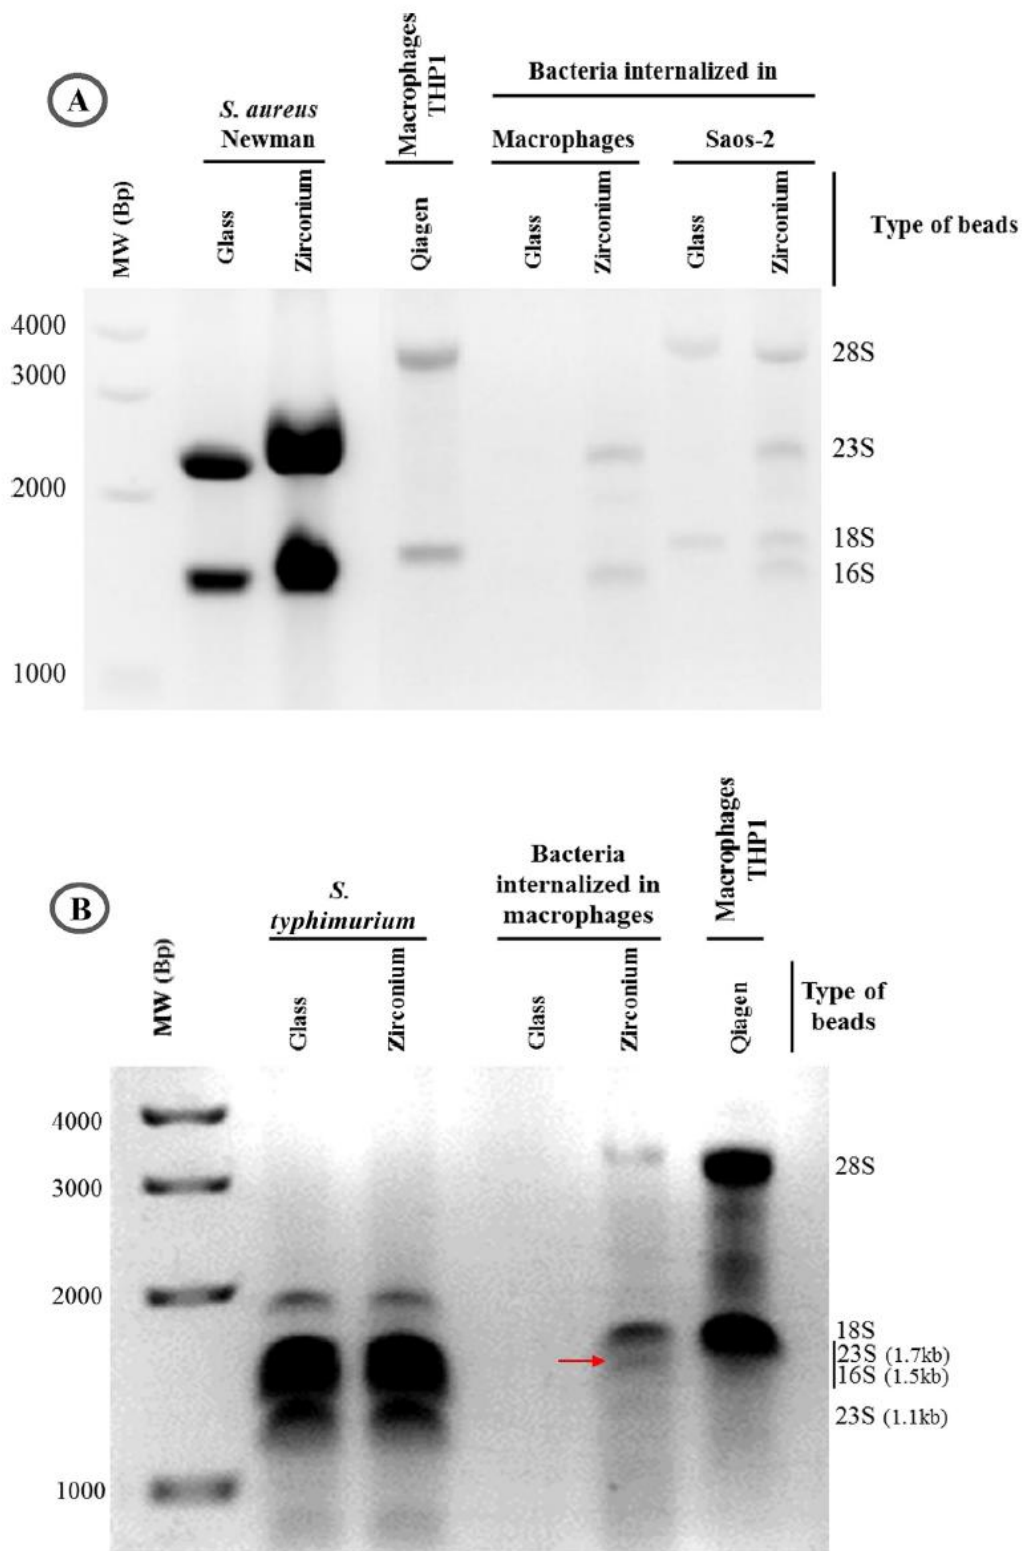 A
S. aureus
Newman
Macrophages
THP1
Bacteria internalized in
Macrophages
Saos-2
MW (Bp)
Glass
Zirconium
Qiagen
Glass
Zirconium
Glass
Zirconium
Type of beads
4000
3000
2000
1000
28S
23S
18S
16S
B
S.
typhimurium
Bacteria
internalized in
macrophages
Macrophages
THP1
MW (Bp)
Glass
Zirconium
Glass
Zirconium
Qiagen
Type of
beads
4000
3000
2000
1000
28S
18S
23S (1.7kb)
16S (1.5kb)
23S (1.1kb)